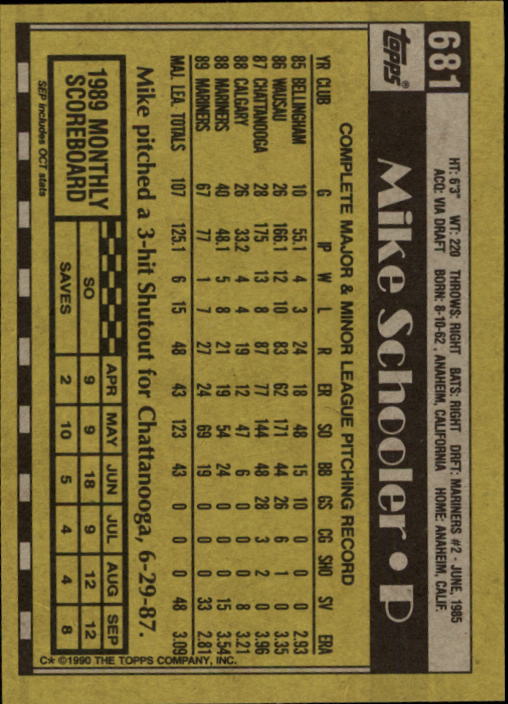 681
topps®
Mike Schooler • P
HT: 6'3" WT: 220 THROWS: RIGHT BATS: RIGHT DRFT: MARINERS #2 - JUNE, 1985
ACQ: VIA DRAFT BORN: 8-10-62, ANAHEIM, CALIFORNIA HOME: ANAHEIM, CALIF.
COMPLETE MAJOR & MINOR LEAGUE PITCHING RECORD
YR CLUB G IP W L R ER SO BB GS CG SHO SV ERA
85 BELLINGHAM 10 55.1 4 3 24 18 48 15 10 0 0 0 2.93
86 WAUSAU 26 166.1 12 10 83 62 171 44 26 6 1 0 3.35
87 CHATTANOOGA 28 175 13 8 87 77 144 48 28 3 2 0 3.96
88 CALGARY 26 33.2 4 4 19 12 47 6 0 0 0 8 3.21
88 MARINERS 40 48.1 5 8 21 19 54 24 0 0 0 15 3.54
89 MARINERS 67 77 1 7 27 24 69 19 0 0 0 33 2.81
MAJ. LEA. TOTALS 107 125.1 6 15 48 43 123 43 0 0 0 48 3.09
Mike pitched a 3-hit Shutout for Chattanooga, 6-29-87.
1989 MONTHLY
SCOREBOARD
APR MAY JUN JUL AUG SEP
SO 9 9 18 9 12 12
SAVES 2 10 5 4 4 8
SEP includes OCT stats
C* ©1990 THE TOPPS COMPANY, INC.